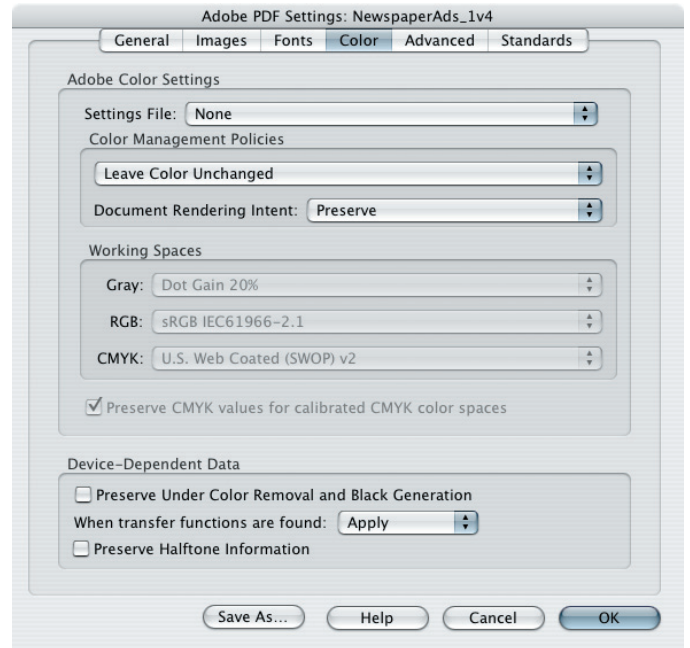 Adobe PDF Settings: NewspaperAds_1v4
General Images Fonts Color Advanced Standards
Adobe Color Settings
Settings File: None
Color Management Policies
Leave Color Unchanged
Document Rendering Intent: Preserve
Working Spaces
Gray: Dot Gain 20%
RGB: sRGB IEC61966-2.1
CMYK: U.S. Web Coated (SWOP) v2
Preserve CMYK values for calibrated CMYK color spaces
Device-Dependent Data
Preserve Under Color Removal and Black Generation
When transfer functions are found: Apply
Preserve Halftone Information
Save As... Help Cancel OK